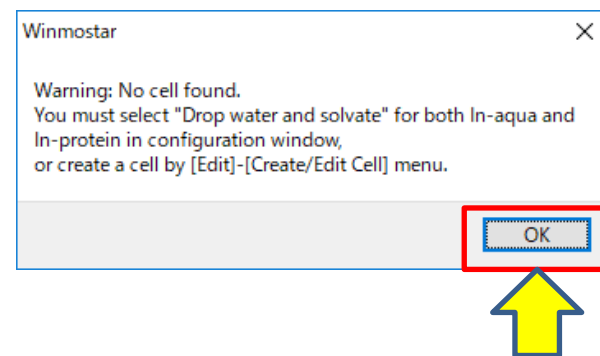 Winmostar
Warning: No cell found.
You must select "Drop water and solvate" for both In-aqua and
In-protein in configuration window,
or create a cell by [Edit]-[Create/Edit Cell] menu.
OK